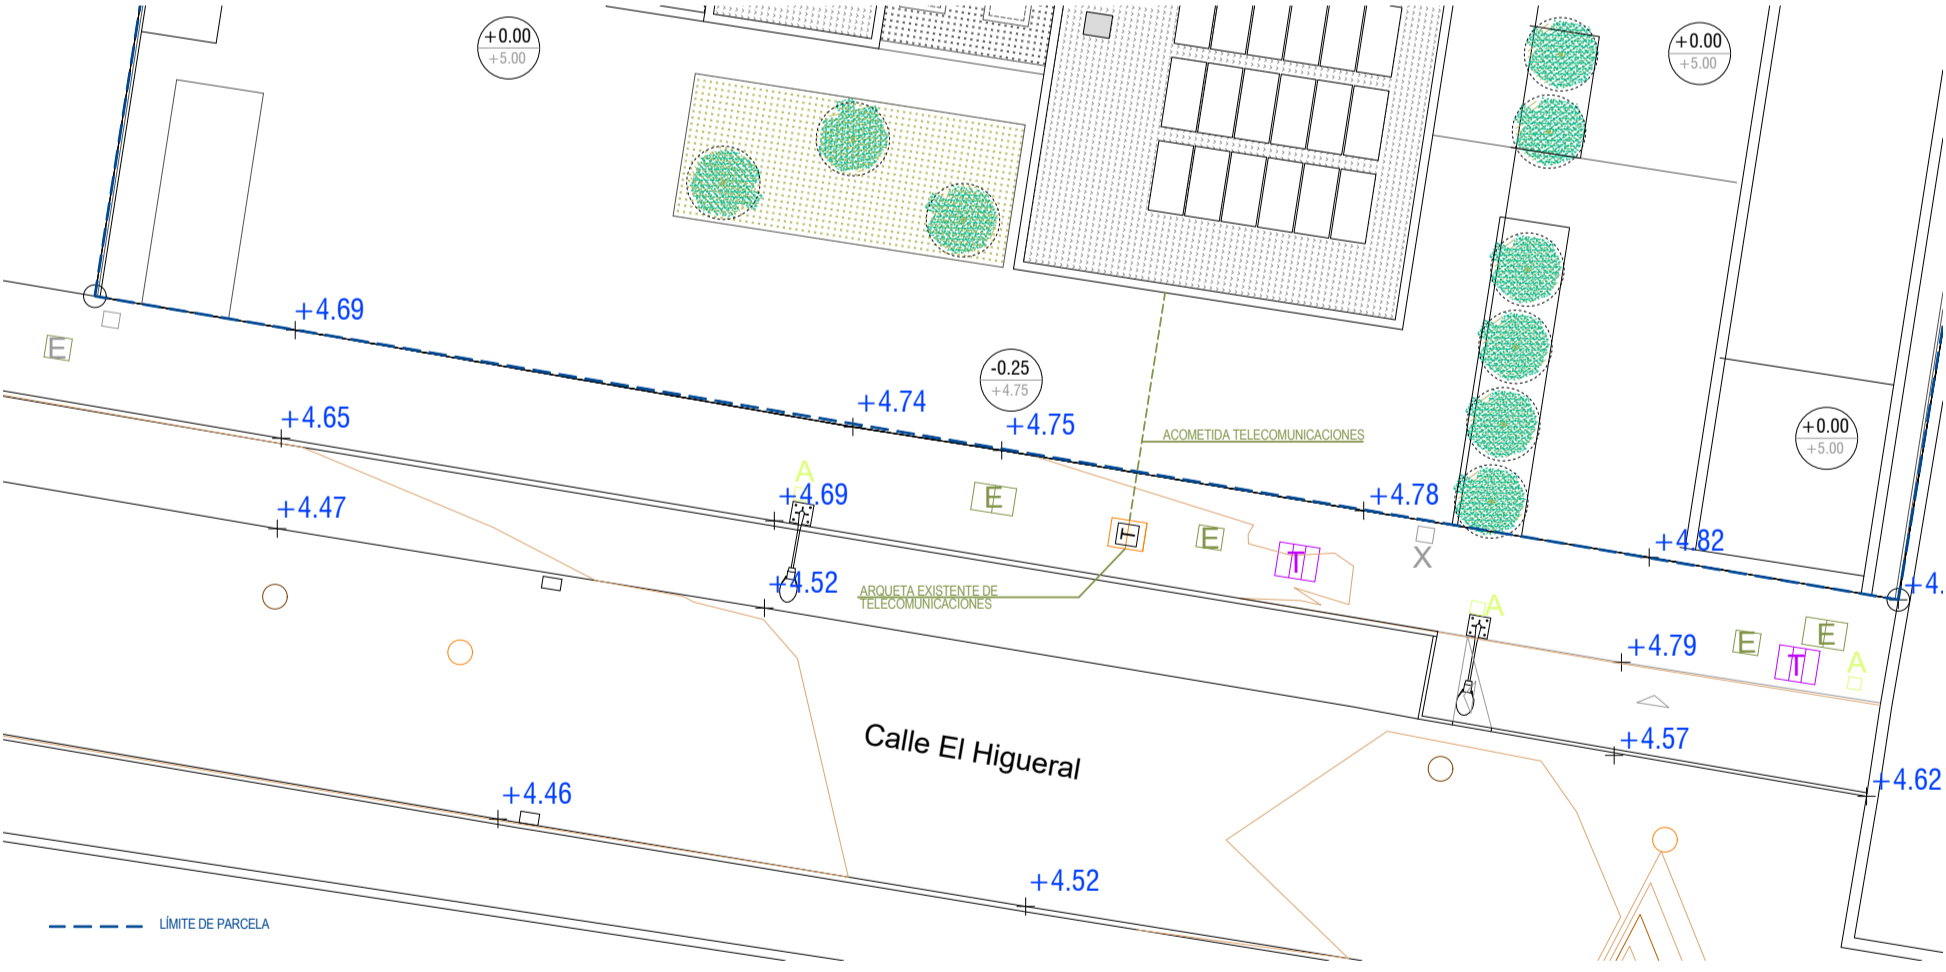 +0.00
+5.00
+0.00
+5.00
+4.69
E
-0.25
+4.75
+4.74
+4.75
ACOMETIDA TELECOMUNICACIONES
+0.00
+5.00
+4.65
A
+4.69
E
+4.78
+4.47
T
E
T
X
+4.82
+4.52
ARQUETA EXISTENTE DE
TELECOMUNICACIONES
+4.
A
+4.79
E
E
T
A
Calle El Higueral
+4.57
+4.62
+4.46
+4.52
LÍMITE DE PARCELA